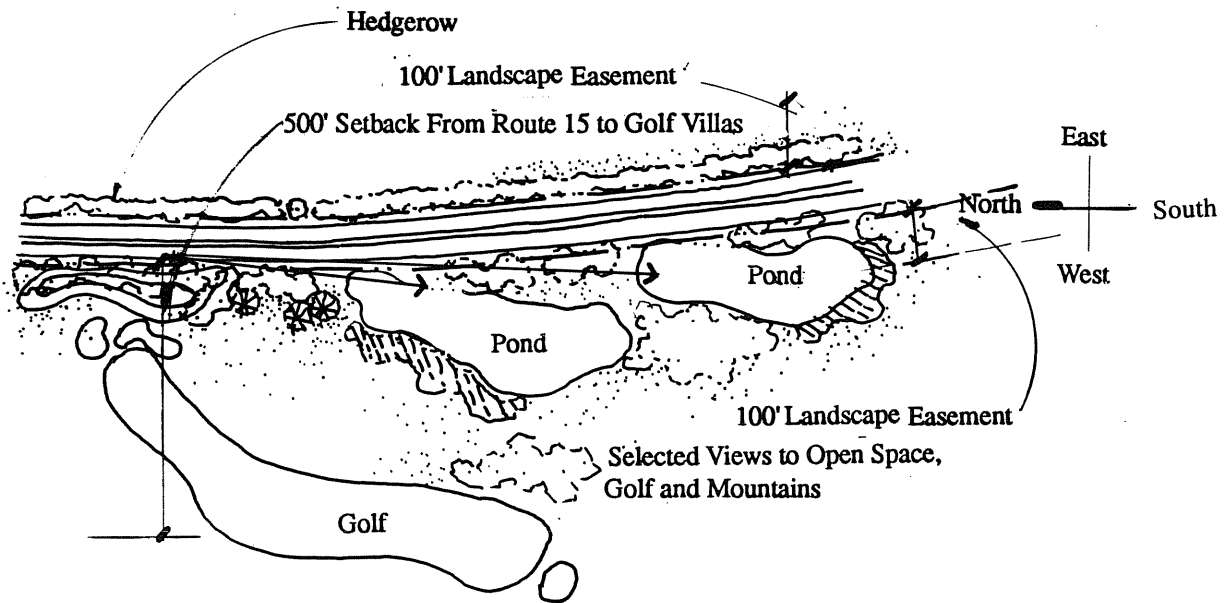 Hedgerow
100' Landscape Easement
500' Setback From Route 15 to Golf Villas
East
North
South
West
Pond
Pond
100' Landscape Easement
Selected Views to Open Space,
Golf and Mountains
Golf